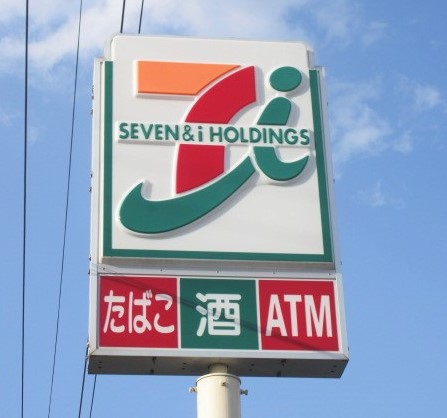 SEVEN & i HOLDINGS
たばこ 酒 ATM